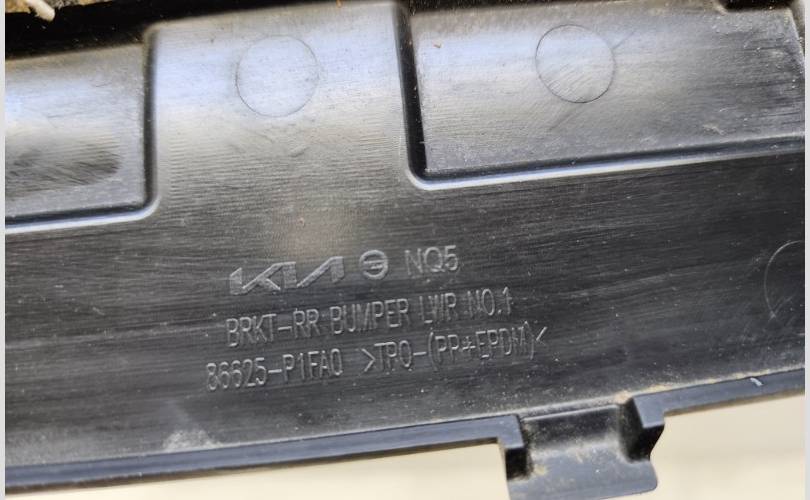 KIA NQ5
BRKT-RR BUMPER LWR NO.1
86625-P1FA0 >TPO-(PP+EPDM)<